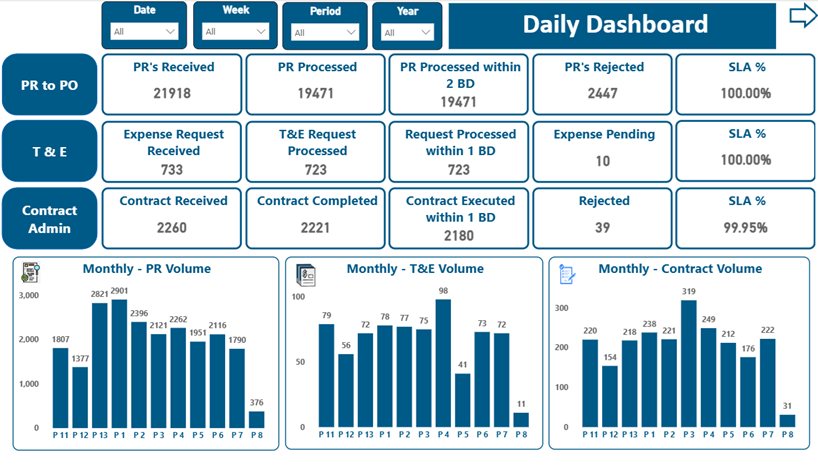 Date
Week
Period
Year
All
All
All
All
Daily Dashboard
PR to PO
PR's Received
21918
PR Processed
19471
PR Processed within
2 BD
19471
PR's Rejected
2447
SLA %
100.00%
T & E
Expense Request
Received
733
T&E Request
Processed
723
Request Processed
within 1 BD
723
Expense Pending
10
SLA %
100.00%
Contract
Admin
Contract Received
2260
Contract Completed
2221
Contract Executed
within 1 BD
2180
Rejected
39
SLA %
99.95%
Monthly - PR Volume
3,000
2,000
1,000
0
1807
1377
2821
2901
2396
2121
2262
1951
2116
1790
376
P 11 P 12 P 13 P 1 P 2 P 3 P 4 P 5 P 6 P 7 P 8
Monthly - T&E Volume
100
50
0
79
56
72
78
77
75
98
41
73
72
11
P 11 P 12 P 13 P 1 P 2 P 3 P 4 P 5 P 6 P 7 P 8
Monthly - Contract Volume
300
200
100
0
220
154
218
238
221
319
249
212
176
222
31
P 11 P 12 P 13 P 1 P 2 P 3 P 4 P 5 P 6 P 7 P 8